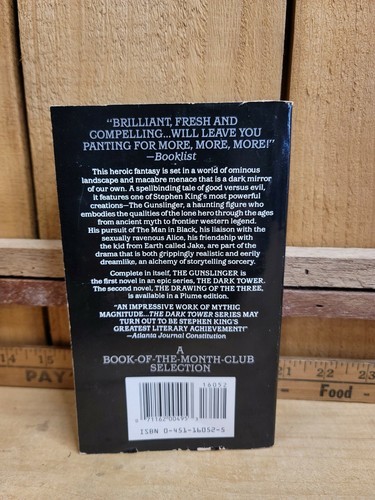 "BRILLIANT, FRESH AND
COMPELLING...WILL LEAVE YOU
PANTING FOR MORE, MORE, MORE!"
—Booklist
This heroic fantasy is set in a world of ominous
landscape and macabre menace that is a dark mirror
of our own. A spellbinding tale of good versus evil,
it features one of Stephen King's most powerful
creations—The Gunslinger, a haunting figure who
embodies the qualities of the lone hero through the ages
from ancient myth to frontier western legend.
His pursuit of The Man in Black, his liaison with the
sexually ravenous Alice, his friendship with
the kid from Earth called Jake, are part of the
drama that is both grippingly realistic and eerily
dreamlike, an alchemy of storytelling sorcery.
Complete in itself, THE GUNSLINGER is
the first novel in an epic series, THE DARK TOWER.
The second novel, THE DRAWING OF THE THREE,
is available in a Plume edition.
"AN IMPRESSIVE WORK OF MYTHIC
MAGNITUDE...THE DARK TOWER SERIES MAY
TURN OUT TO BE STEPHEN KING'S
GREATEST LITERARY ACHIEVEMENT!"
—Atlanta Journal Constitution
A
BOOK-OF-THE-MONTH-CLUB
SELECTION
16052
0 71162 00495 8
ISBN 0-451-16052-5
15
PAY
21 22 23
Food